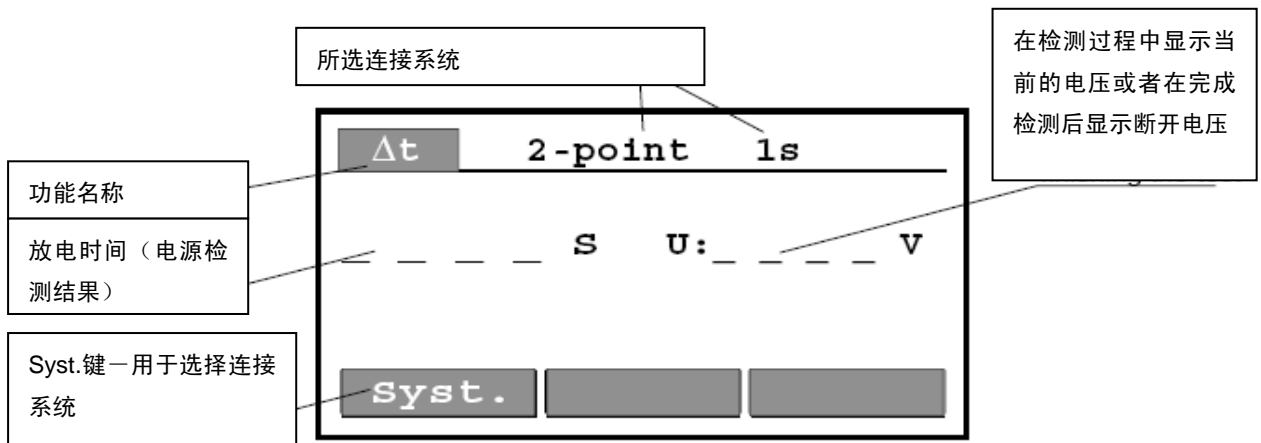 所选连接系统
在检测过程中显示当
前的电压或者在完成
检测后显示断开电压
Δt 2-point 1s
功能名称
放电时间（电源检
测结果）
_ _ _ _ S U:_ _ _ _ V
Syst.键－用于选择连接
系统
Syst.